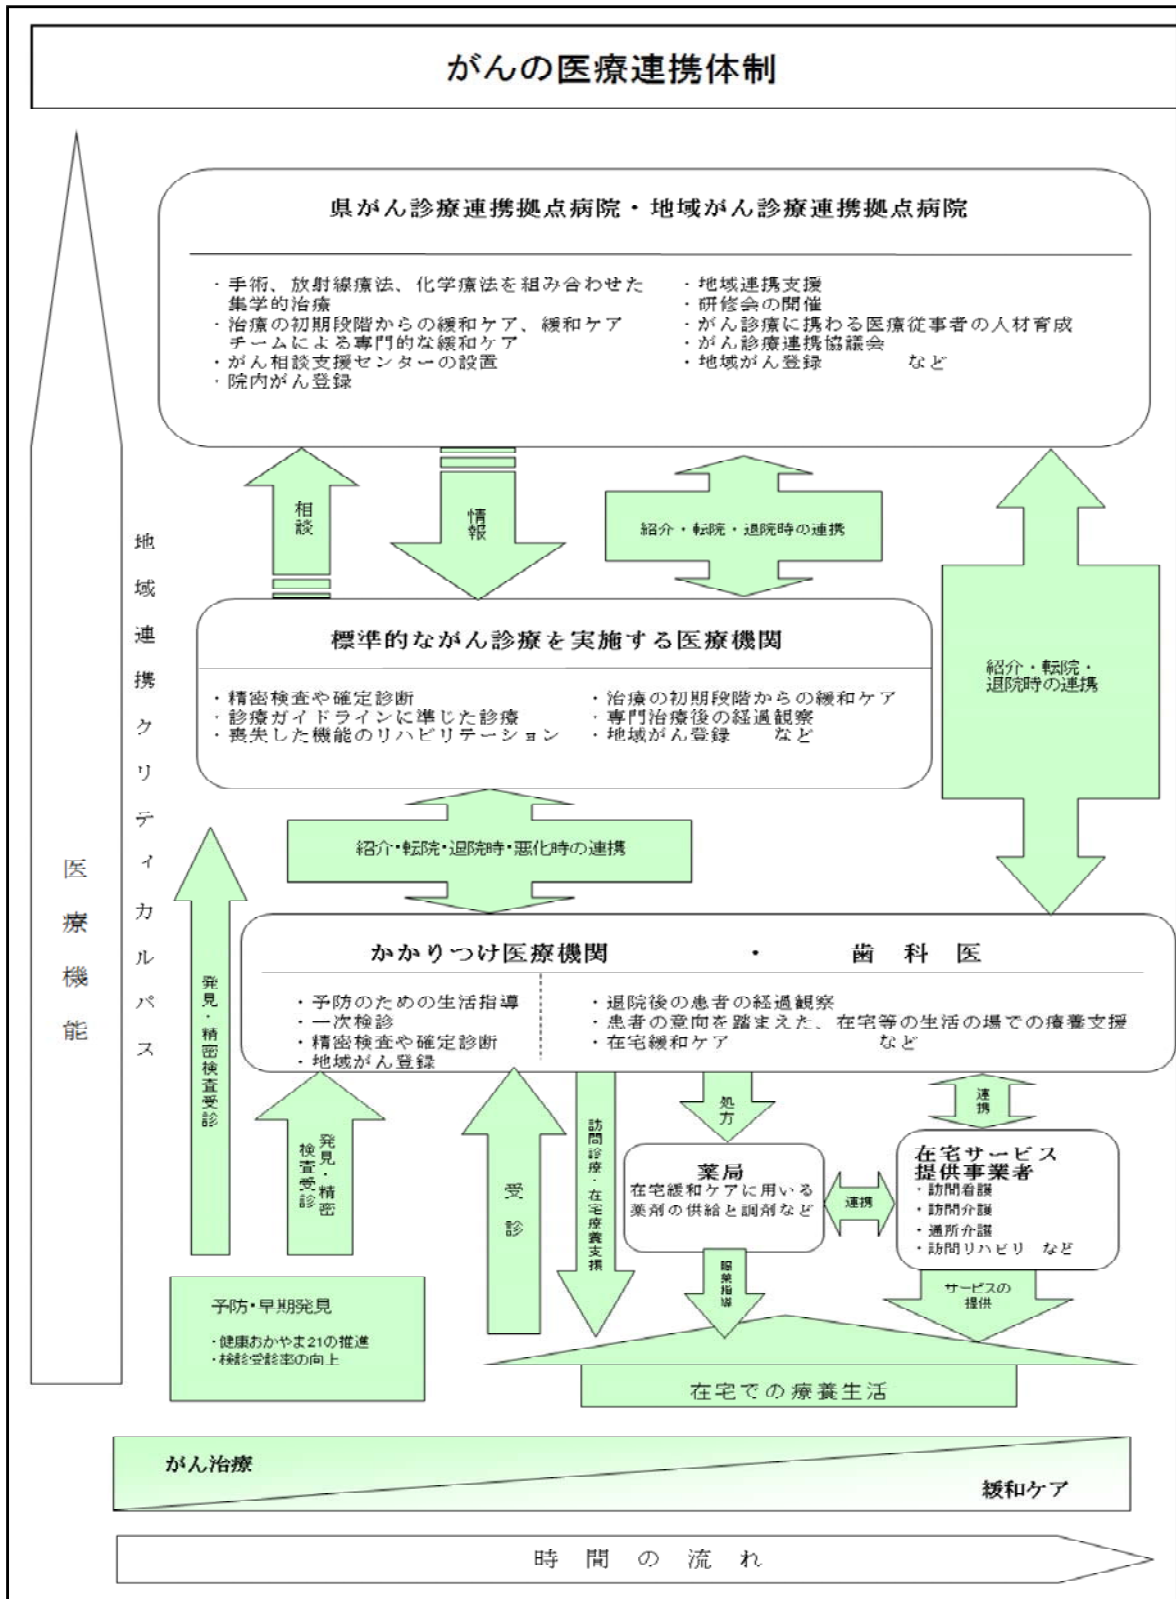 がんの医療連携体制
県がん診療連携拠点病院・地域がん診療連携拠点病院
・手術、放射線療法、化学療法を組み合わせた
集学的治療
・治療の初期段階からの緩和ケア、緩和ケア
チームによる専門的な緩和ケア
・がん相談支援センターの設置
・院内がん登録
・地域連携支援
・研修会の開催
・がん診療に携わる医療従事者の人材育成
・がん診療連携協議会
・地域がん登録　など
相談
情報
紹介・転院・退院時の連携
紹介・転院・
退院時の連携
地域連携クリティカルパス
医療機能
標準的ながん診療を実施する医療機関
・精密検査や確定診断
・診療ガイドラインに準じた診療
・喪失した機能のリハビリテーション
・治療の初期段階からの緩和ケア
・専門治療後の経過観察
・地域がん登録　など
紹介・転院・退院時・悪化時の連携
発見・精密検査受診
かかりつけ医療機関　・　歯科医
・予防のための生活指導
・一次検診
・精密検査や確定診断
・地域がん登録
・退院後の患者の経過観察
・患者の意向を踏まえた、在宅等の生活の場での療養支援
・在宅緩和ケア　など
発見・精密
検査受診
受診
訪問診療・在宅療養支援
処方
連携
薬局
在宅緩和ケアに用いる
薬剤の供給と調剤など
連携
在宅サービス
提供事業者
・訪問看護
・訪問介護
・通所介護
・訪問リハビリ　など
服薬指導
サービスの
提供
予防・早期発見
・健康おかやま21の推進
・検診受診率の向上
在宅での療養生活
がん治療
緩和ケア
時間の流れ